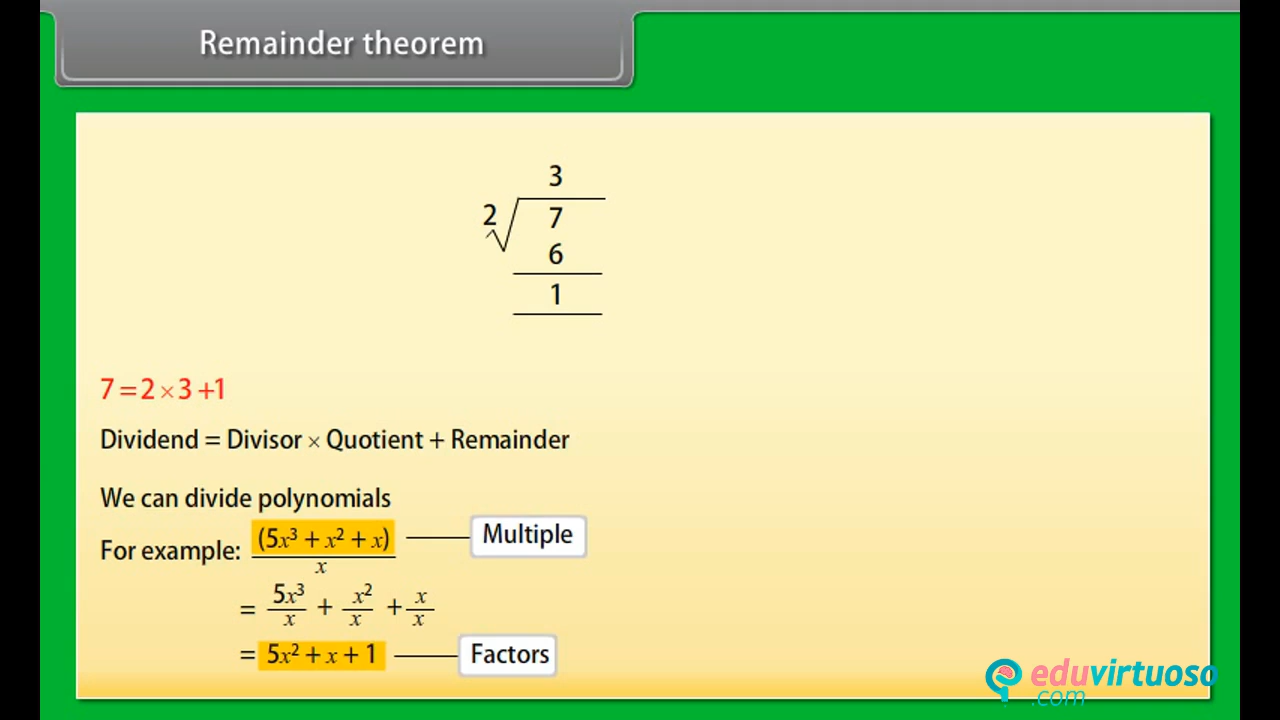 Remainder theorem
3
2 7
6
1
7 = 2 × 3 + 1
Dividend = Divisor × Quotient + Remainder
We can divide polynomials
For example: (5x³ + x² + x)/x Multiple
= 5x³/x + x²/x + x/x
= 5x² + x + 1 Factors
eduvirtuoso
.com